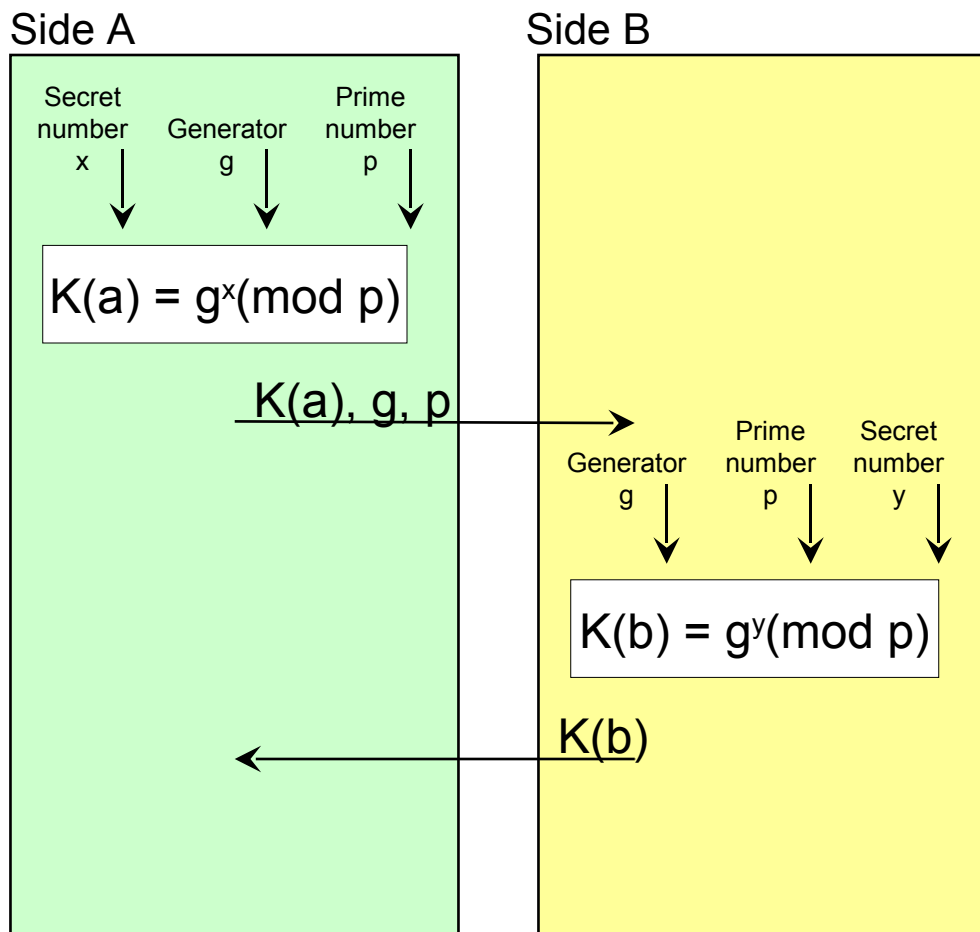 Side A
Side B
Secret
number
x
Generator
g
Prime
number
p
K(a) = gˣ(mod p)
K(a), g, p
Generator
g
Prime
number
p
Secret
number
y
K(b) = gʸ(mod p)
K(b)